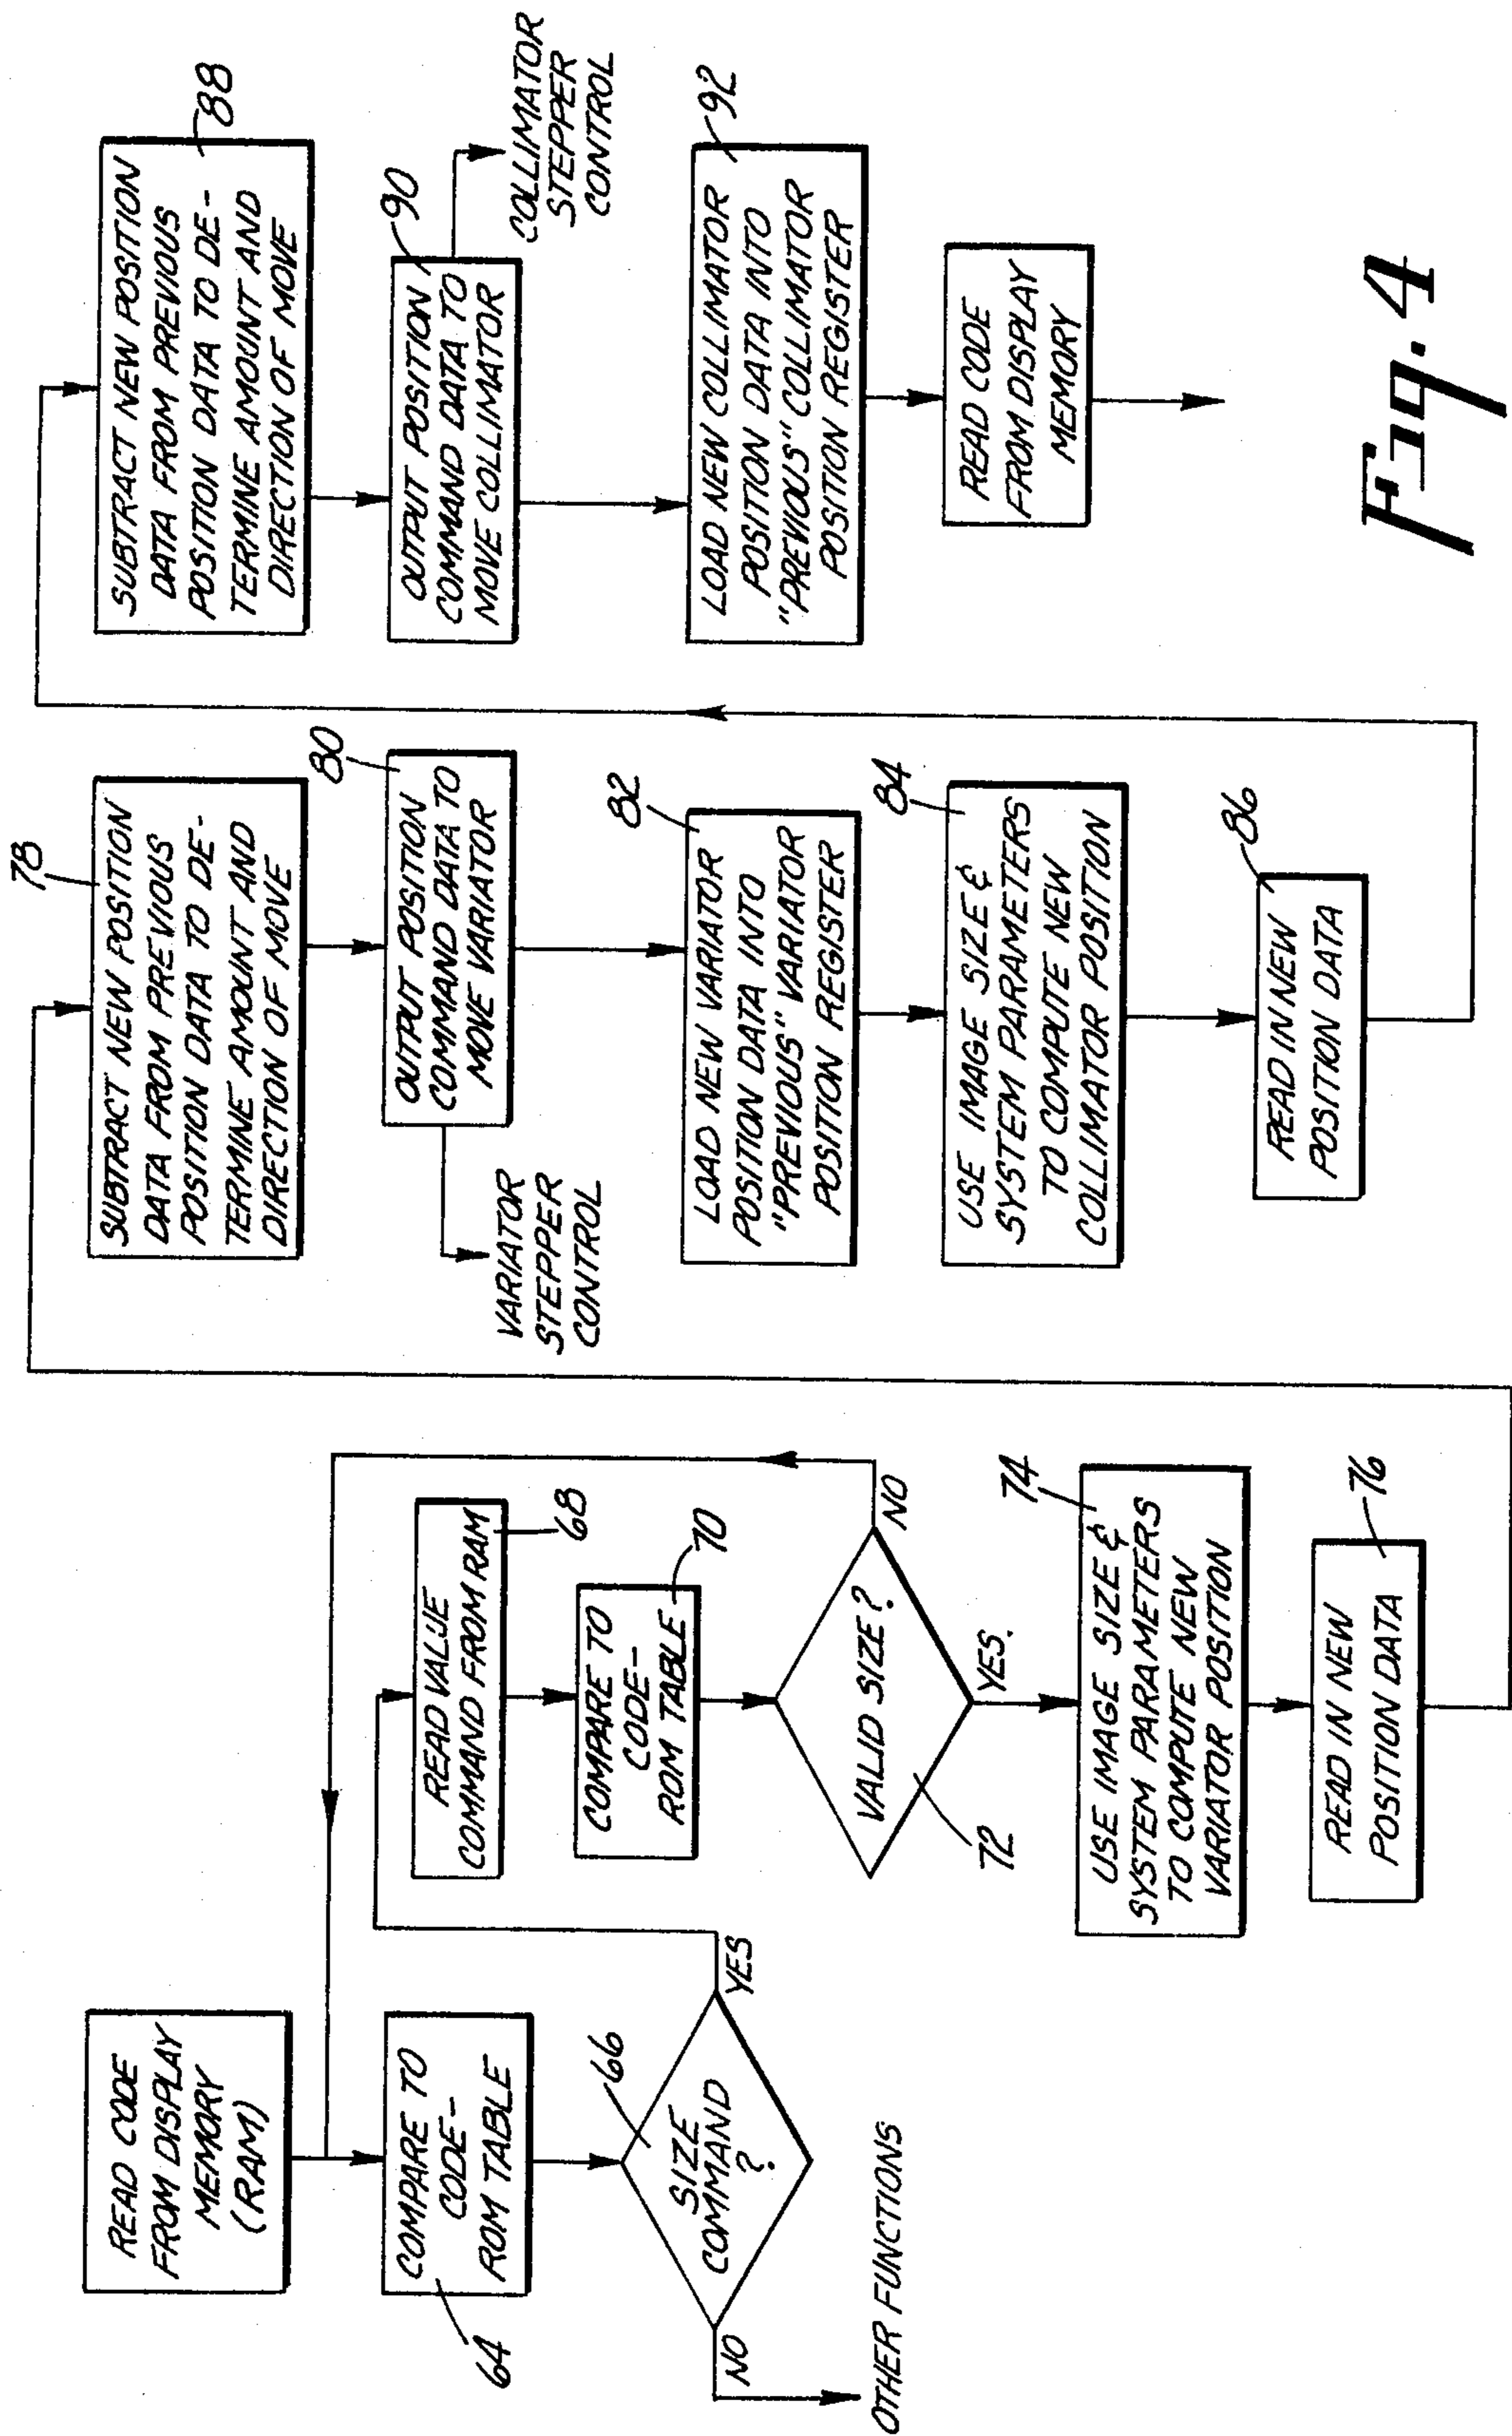 READ CODE
FROM DISPLAY
MEMORY
(RAM)
COMPARE TO
CODE-
ROM TABLE
64
66
SIZE
COMMAND
?
YES
NO
OTHER FUNCTIONS
READ VALUE
COMMAND FROM RAM
68
COMPARE TO
CODE-
ROM TABLE
70
VALID SIZE?
72
NO
YES.
74
USE IMAGE SIZE &
SYSTEM PARAMETERS
TO COMPUTE NEW
VARIATOR POSITION
76
READ IN NEW
POSITION DATA
78
SUBTRACT NEW POSITION
DATA FROM PREVIOUS
POSITION DATA TO DE-
TERMINE AMOUNT AND
DIRECTION OF MOVE
80
OUTPUT POSITION
COMMAND DATA TO
MOVE VARIATOR
VARIATOR
STEPPER
CONTROL
82
LOAD NEW VARIATOR
POSITION DATA INTO
"PREVIOUS" VARIATOR
POSITION REGISTER
84
USE IMAGE SIZE &
SYSTEM PARAMETERS
TO COMPUTE NEW
COLLIMATOR POSITION
86
READ IN NEW
POSITION DATA
SUBTRACT NEW POSITION
DATA FROM PREVIOUS
POSITION DATA TO DE-
TERMINE AMOUNT AND
DIRECTION OF MOVE
88
90
OUTPUT POSITION
COMMAND DATA TO
MOVE COLLIMATOR
COLLIMATOR
STEPPER
CONTROL
92
LOAD NEW COLLIMATOR
POSITION DATA INTO
"PREVIOUS" COLLIMATOR
POSITION REGISTER
READ CODE
FROM DISPLAY
MEMORY
Fig. 4